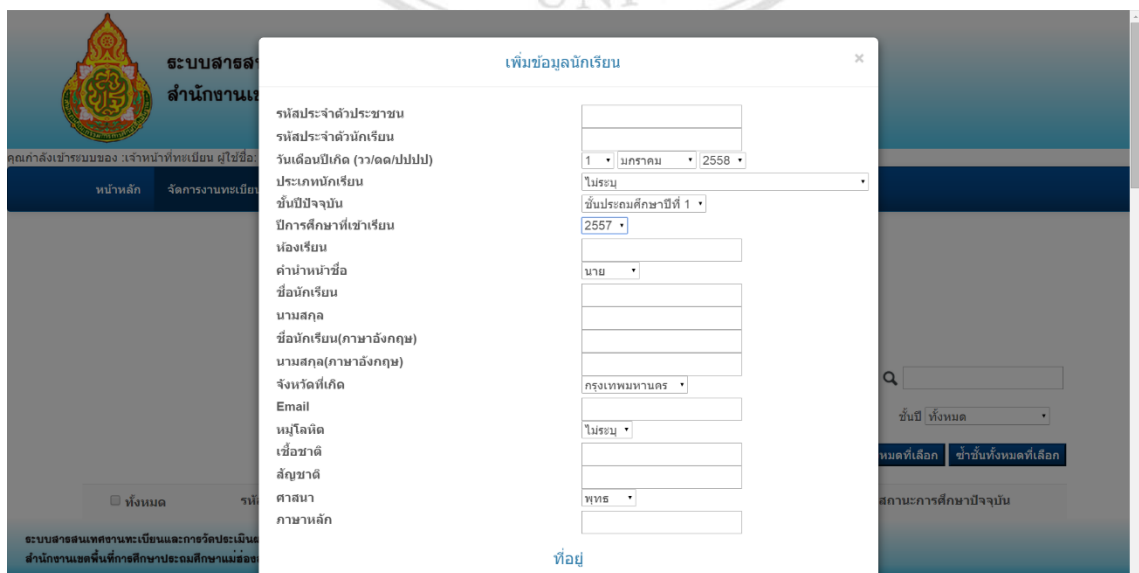 ระบบสารส
สำนักงานเ
คุณกำลังเข้าระบบของ :เจ้าหน้าที่ทะเบียน ผู้ใช้ชื่อ:
หน้าหลัก จัดการงานทะเบีย
เพิ่มข้อมูลนักเรียน ×
รหัสประจำตัวประชาชน
รหัสประจำตัวนักเรียน
วันเดือนปีเกิด (วว/ดด/ปปปป) 1 มกราคม 2558
ประเภทนักเรียน ไม่ระบุ
ชั้นปีปัจจุบัน ชั้นประถมศึกษาปีที่ 1
ปีการศึกษาที่เข้าเรียน 2557
ห้องเรียน
คำนำหน้าชื่อ นาย
ชื่อนักเรียน
นามสกุล
ชื่อนักเรียน(ภาษาอังกฤษ)
นามสกุล(ภาษาอังกฤษ)
จังหวัดที่เกิด กรุงเทพมหานคร
Email
หมู่โลหิต ไม่ระบุ
เชื้อชาติ
สัญชาติ
ศาสนา พุทธ
ภาษาหลัก
ที่อยู่
ชั้นปี ทั้งหมด
หมดที่เลือก ซ้ำชั้นทั้งหมดที่เลือก
ทั้งหมด รหั สถานะการศึกษาปัจจุบัน
ระบบสารสนเทศงานทะเบียนและการวัดประเมิน
สำนักงานเขตพื้นที่การศึกษาประถมศึกษาแม่ฮ่อง